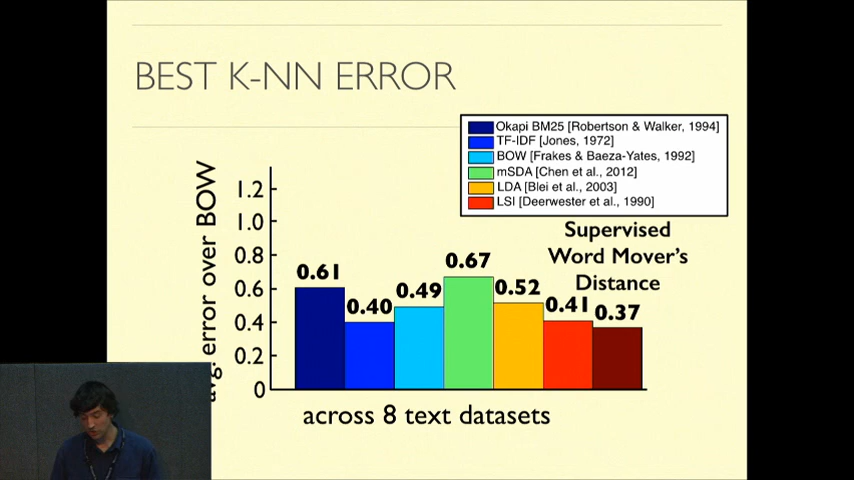 BEST K-NN ERROR
Okapi BM25 [Robertson & Walker, 1994]
TF-IDF [Jones, 1972]
BOW [Frakes & Baeza-Yates, 1992]
mSDA [Chen et al., 2012]
LDA [Blei et al., 2003]
LSI [Deerwester et al., 1990]
Supervised
Word Mover's
Distance
avg. error over BOW
1.2
1.0
0.8
0.6
0.4
0.2
0
0.61
0.40
0.49
0.67
0.52
0.41
0.37
across 8 text datasets